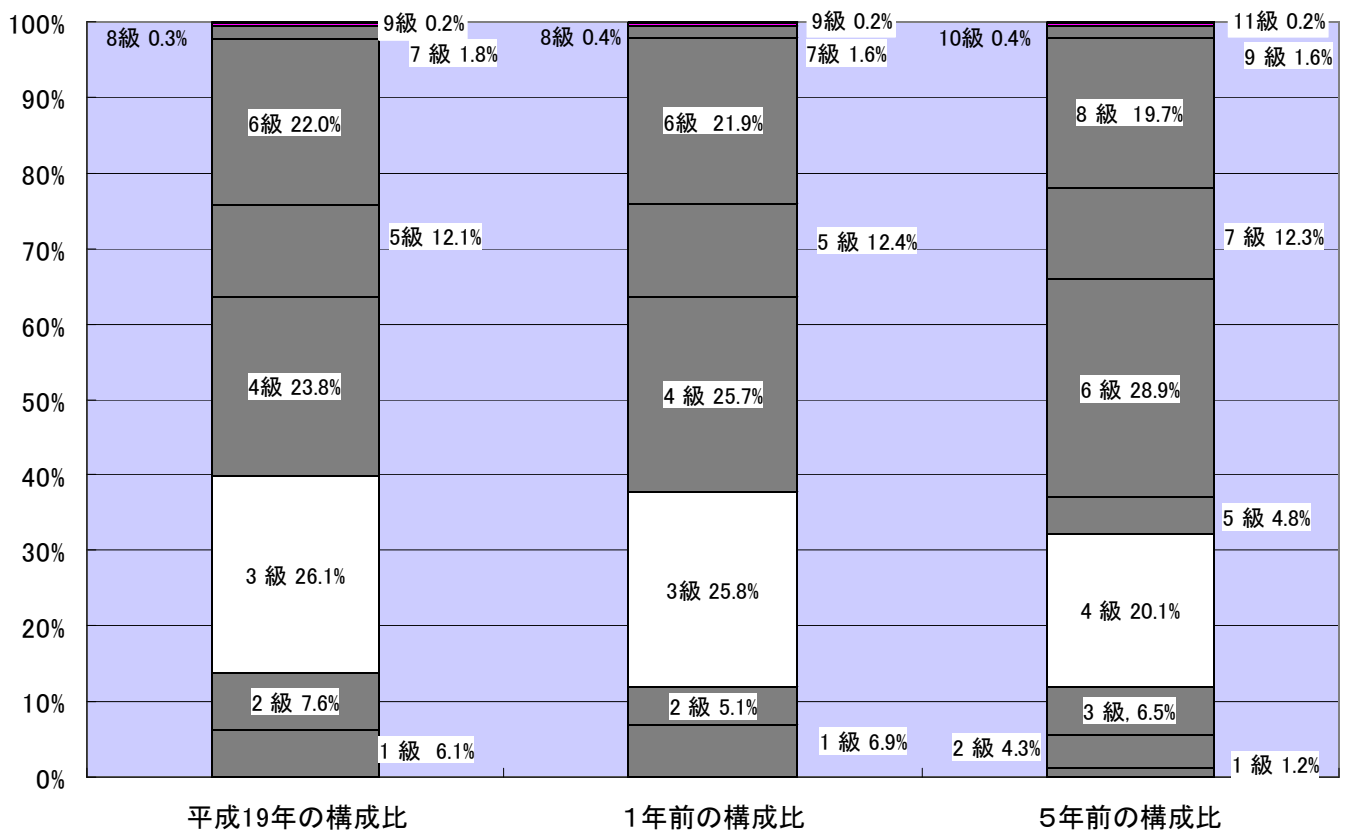 100%
90%
80%
70%
60%
50%
40%
30%
20%
10%
0%
9級 0.2%
8級 0.3%
7 級 1.8%
6級 22.0%
5級 12.1%
4級 23.8%
3 級 26.1%
2 級 7.6%
1 級 6.1%
平成19年の構成比
9級 0.2%
8級 0.4%
7級 1.6%
6級 21.9%
5 級 12.4%
4 級 25.7%
3級 25.8%
2 級 5.1%
1 級 6.9%
１年前の構成比
11級 0.2%
10級 0.4%
9 級 1.6%
8 級 19.7%
7 級 12.3%
6 級 28.9%
5 級 4.8%
4 級 20.1%
3 級, 6.5%
2 級 4.3%
1 級 1.2%
５年前の構成比